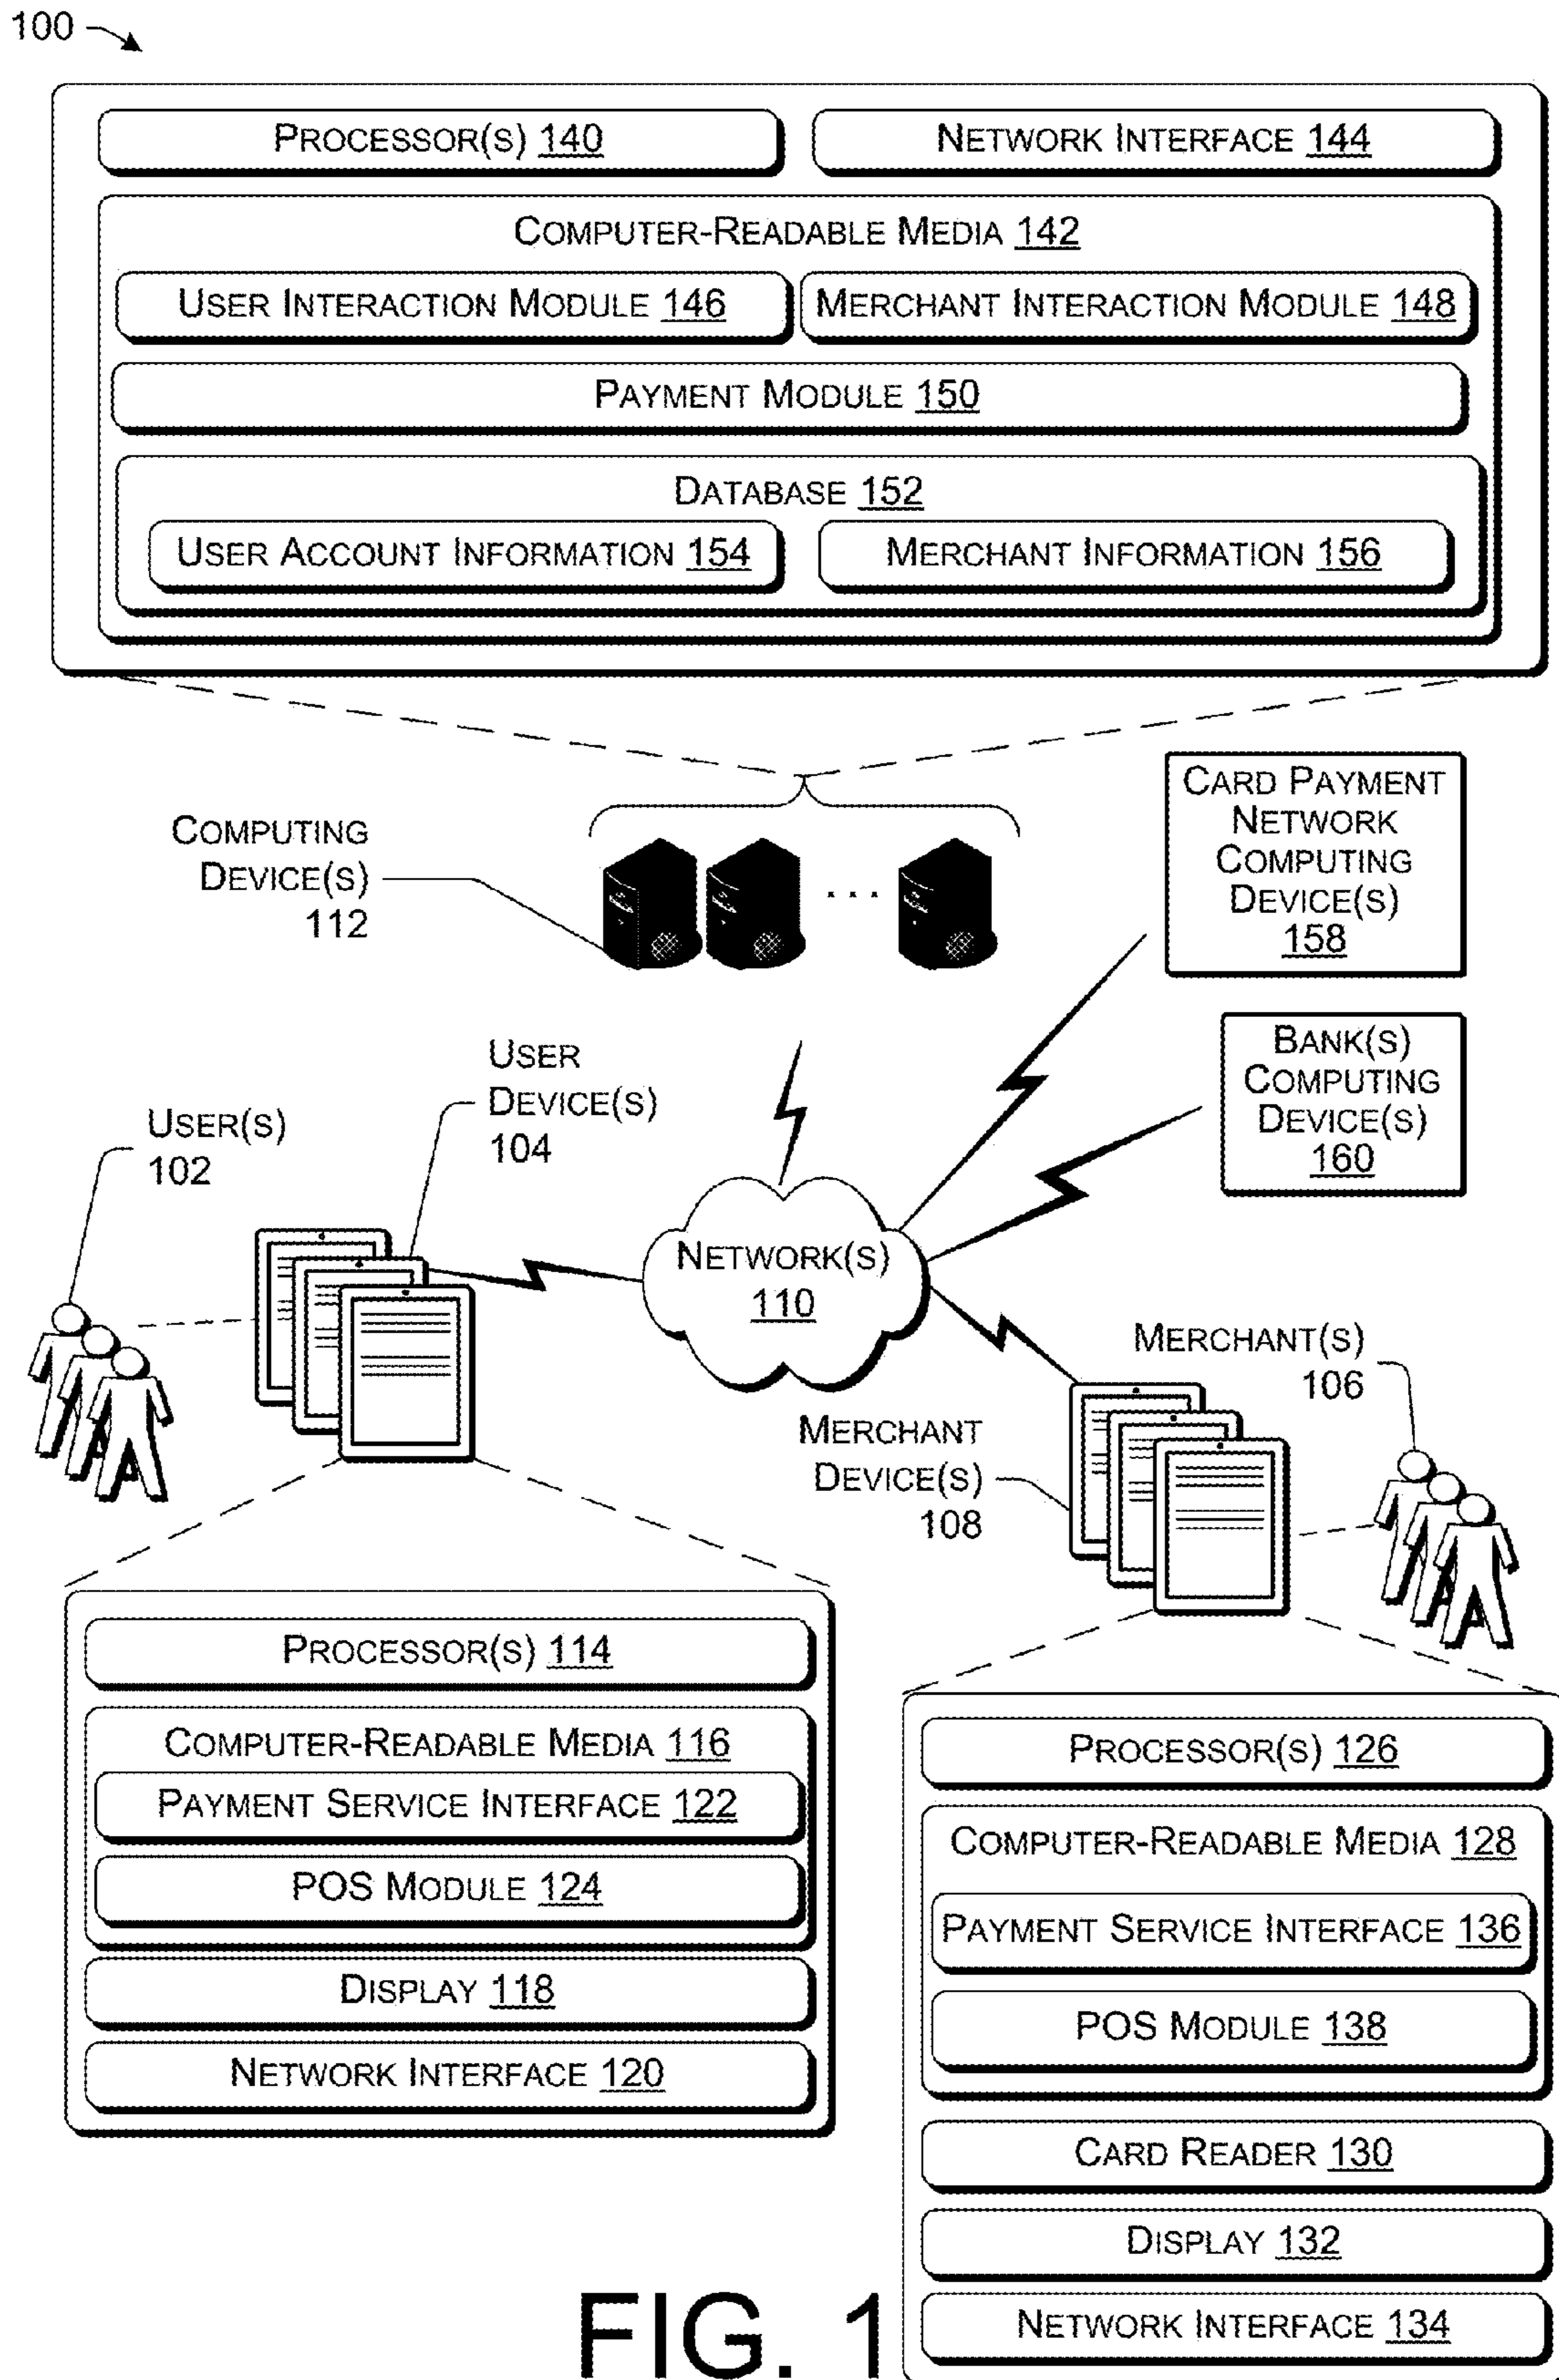 100
PROCESSOR(S) 140
NETWORK INTERFACE 144
COMPUTER-READABLE MEDIA 142
USER INTERACTION MODULE 146
MERCHANT INTERACTION MODULE 148
PAYMENT MODULE 150
DATABASE 152
USER ACCOUNT INFORMATION 154
MERCHANT INFORMATION 156
COMPUTING
DEVICE(S)
112
. . .
CARD PAYMENT
NETWORK
COMPUTING
DEVICE(S)
158
BANK(S)
COMPUTING
DEVICE(S)
160
USER
DEVICE(S)
104
USER(S)
102
NETWORK(S)
110
MERCHANT(S)
106
MERCHANT
DEVICE(S)
108
PROCESSOR(S) 114
COMPUTER-READABLE MEDIA 116
PAYMENT SERVICE INTERFACE 122
POS MODULE 124
DISPLAY 118
NETWORK INTERFACE 120
PROCESSOR(S) 126
COMPUTER-READABLE MEDIA 128
PAYMENT SERVICE INTERFACE 136
POS MODULE 138
CARD READER 130
DISPLAY 132
NETWORK INTERFACE 134
FIG. 1